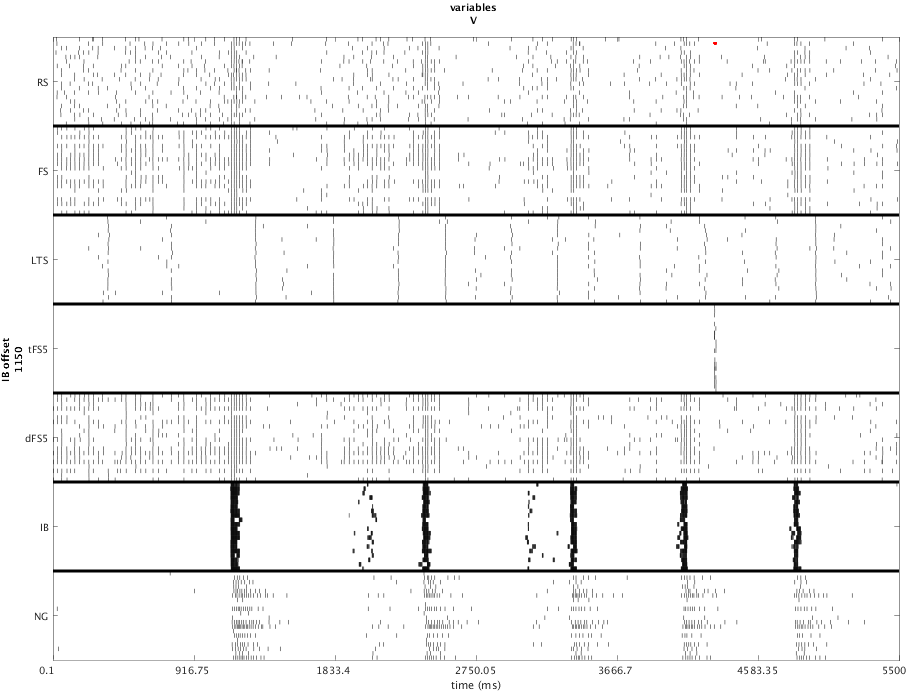 variables
V
RS
FS
LTS
tFS5
IB offset
1150
dFS5
IB
NG
0.1 916.75 1833.4 2750.05 3666.7 4583.35 5500
time (ms)